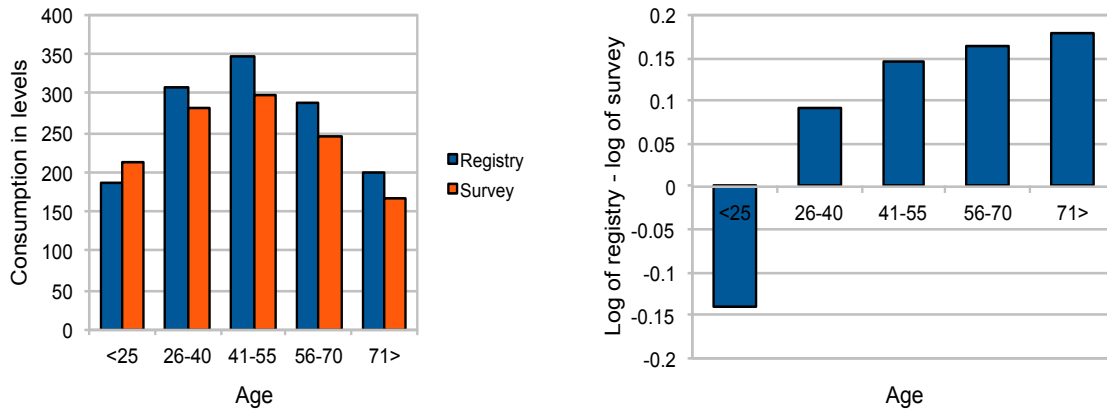 400
350
300
250
200
150
100
50
0
Consumption in levels
<25 26-40 41-55 56-70 71>
Age
Registry
Survey
0.2
0.15
0.1
0.05
0
-0.05
-0.1
-0.15
-0.2
Log of registry - log of survey
<25 26-40 41-55 56-70 71>
Age